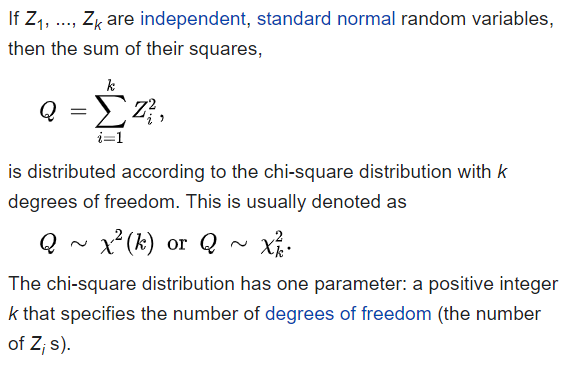 If Z₁, ..., Zₖ are independent, standard normal random variables,
then the sum of their squares,
Q = ∑ᵢ₌₁ᵏ Zᵢ²,
is distributed according to the chi-square distribution with k
degrees of freedom. This is usually denoted as
Q ∼ χ²(k) or Q ∼ χₖ².
The chi-square distribution has one parameter: a positive integer
k that specifies the number of degrees of freedom (the number
of Zᵢ s).